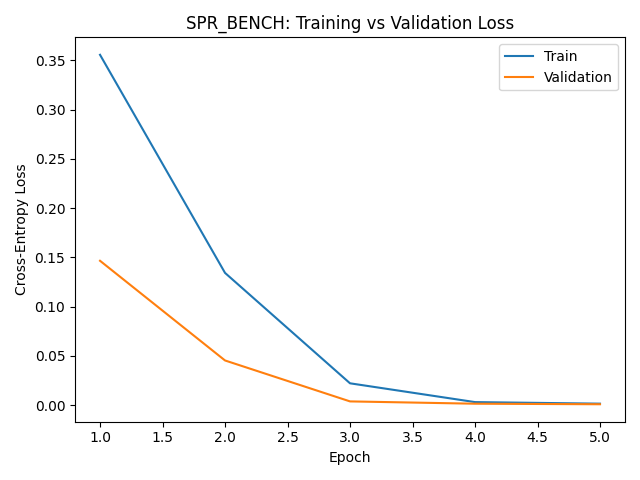 SPR_BENCH: Training vs Validation Loss
Train
Validation
Cross-Entropy Loss
0.35
0.30
0.25
0.20
0.15
0.10
0.05
0.00
1.0 1.5 2.0 2.5 3.0 3.5 4.0 4.5 5.0
Epoch